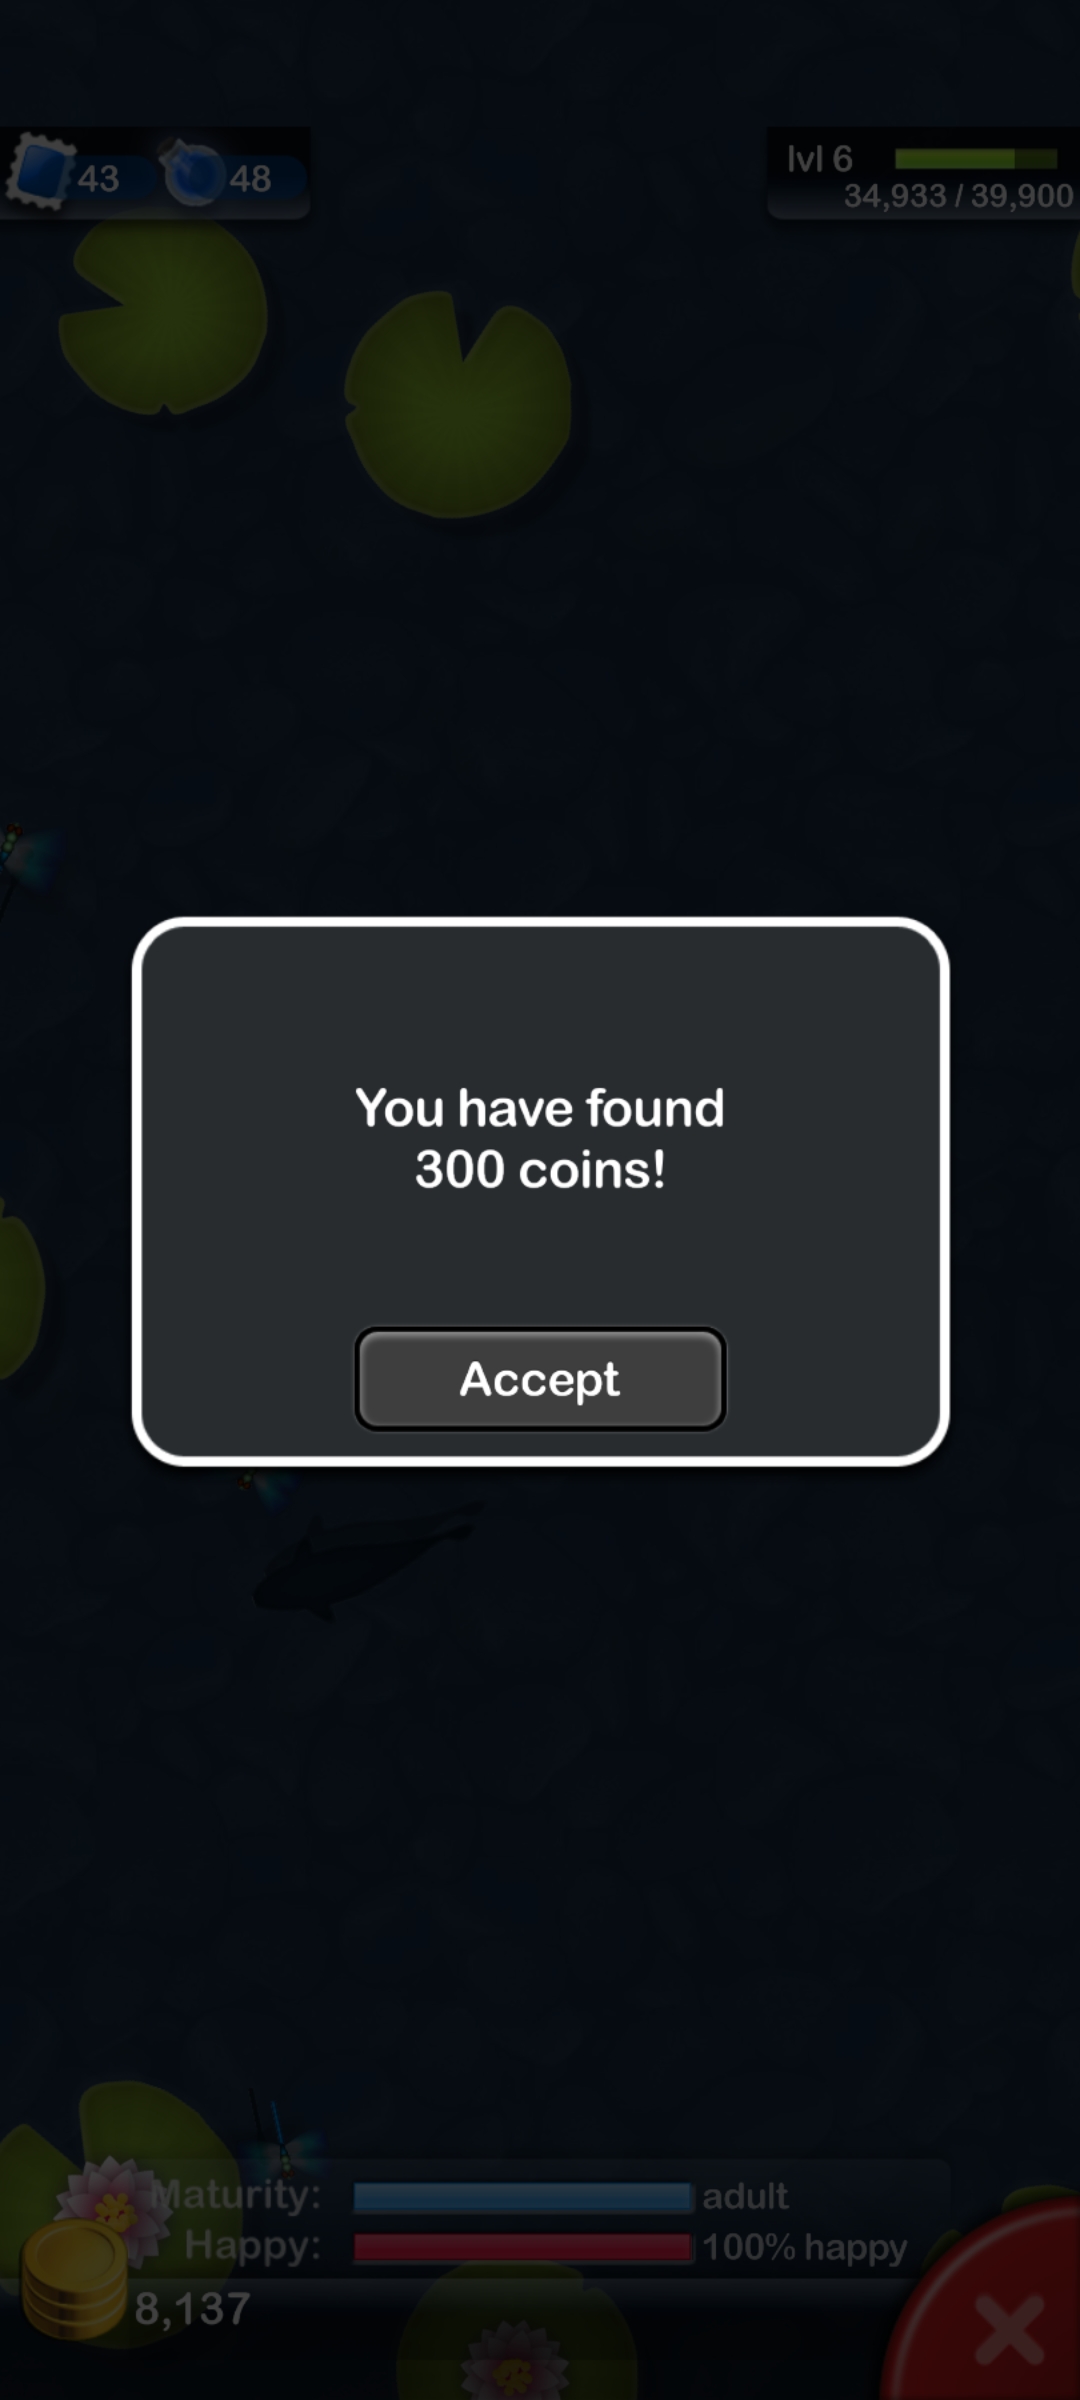 43 48
lvl 6
34,933 / 39,900
You have found
300 coins!
Accept
Maturity: adult
Happy: 100% happy
8,137